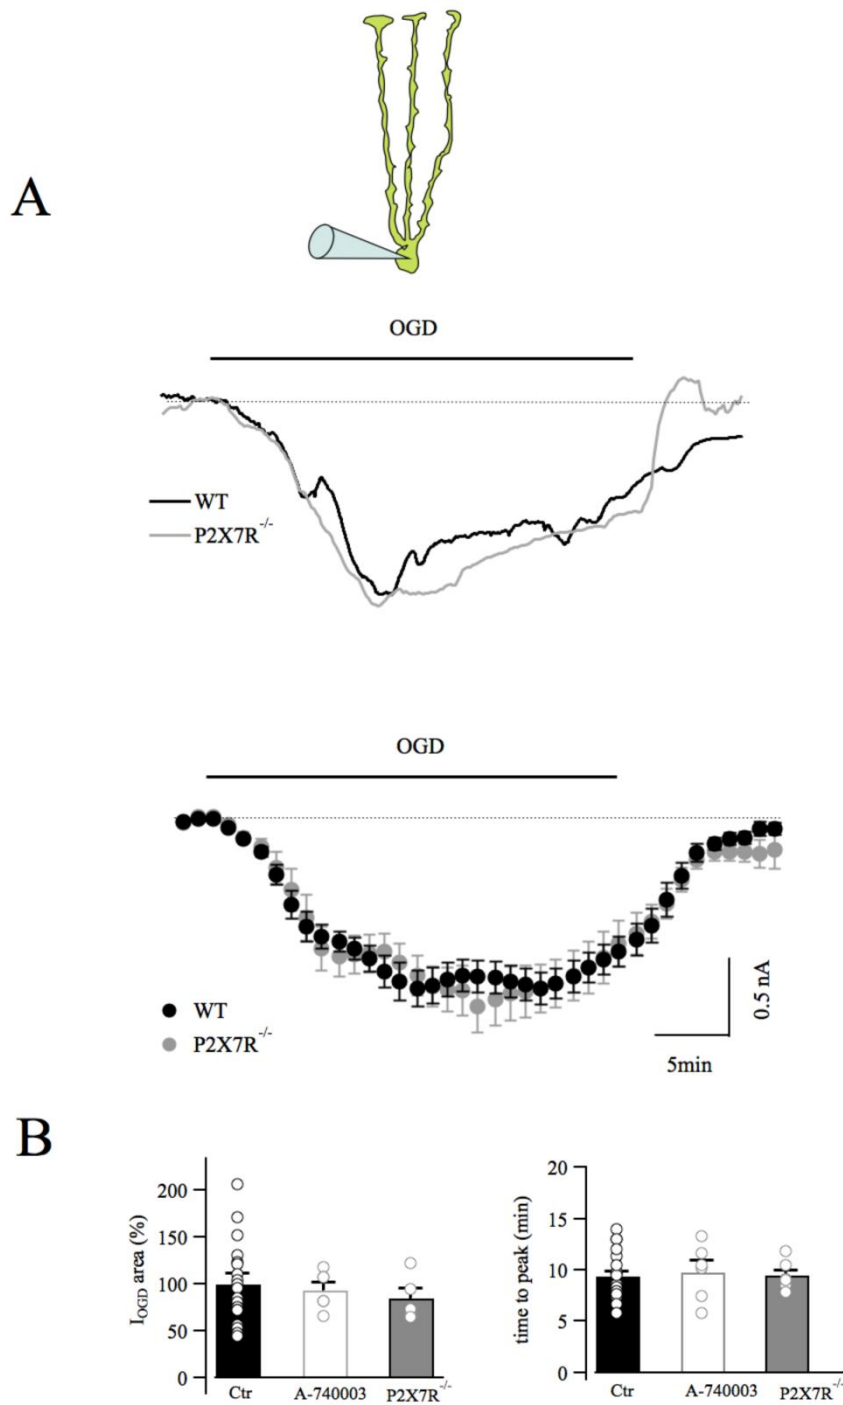 A
OGD
WT
P2X7R-/-
OGD
WT
P2X7R-/-
0.5 nA
5min
B
200
150
100
50
0
IOGD area (%)
Ctr
A-740003
P2X7R-/-
20
15
10
5
0
time to peak (min)
Ctr
A-740003
P2X7R-/-